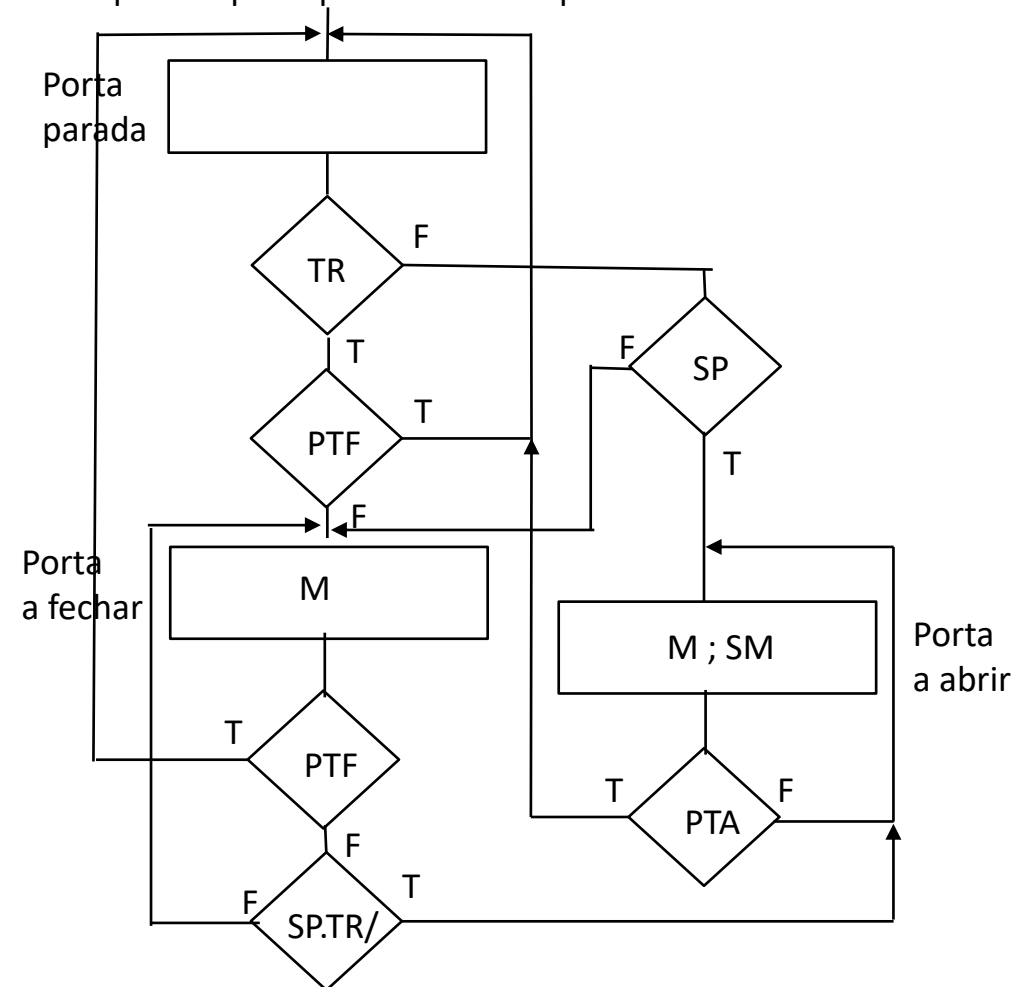 Porta
parada
TR
F
T
SP
F
T
PTF
T
F
Porta
a fechar
M
M ; SM
Porta
a abrir
PTF
T
F
PTA
T
F
SP.TR/
F
T